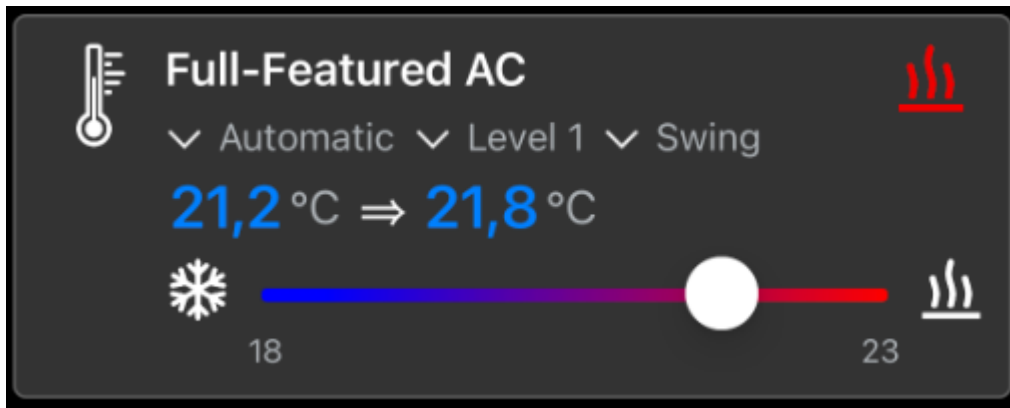 Full-Featured AC
Automatic Level 1 Swing
21,2 °C ⇒ 21,8 °C
18 23